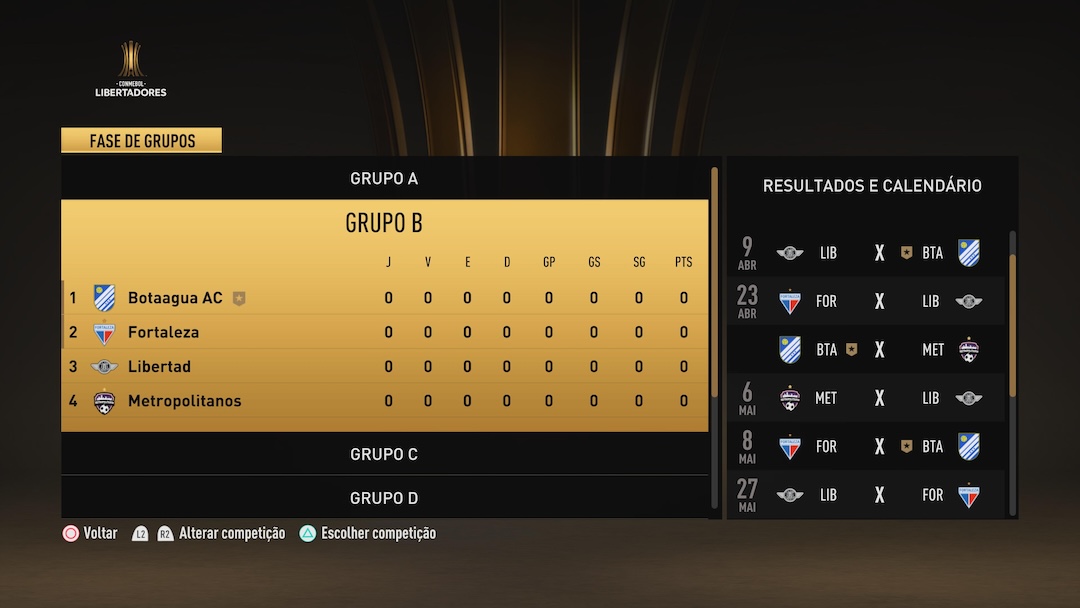 ·CONMEBOL·
LIBERTADORES
FASE DE GRUPOS
GRUPO A
GRUPO B
J V E D GP GS SG PTS
1 Botaagua AC 0 0 0 0 0 0 0 0
2 Fortaleza 0 0 0 0 0 0 0 0
3 Libertad 0 0 0 0 0 0 0 0
4 Metropolitanos 0 0 0 0 0 0 0 0
GRUPO C
GRUPO D
RESULTADOS E CALENDÁRIO
9 ABR LIB X BTA
23 ABR FOR X LIB
BTA X MET
6 MAI MET X LIB
8 MAI FOR X BTA
27 MAI LIB X FOR
Voltar L2 R2 Alterar competição Escolher competição